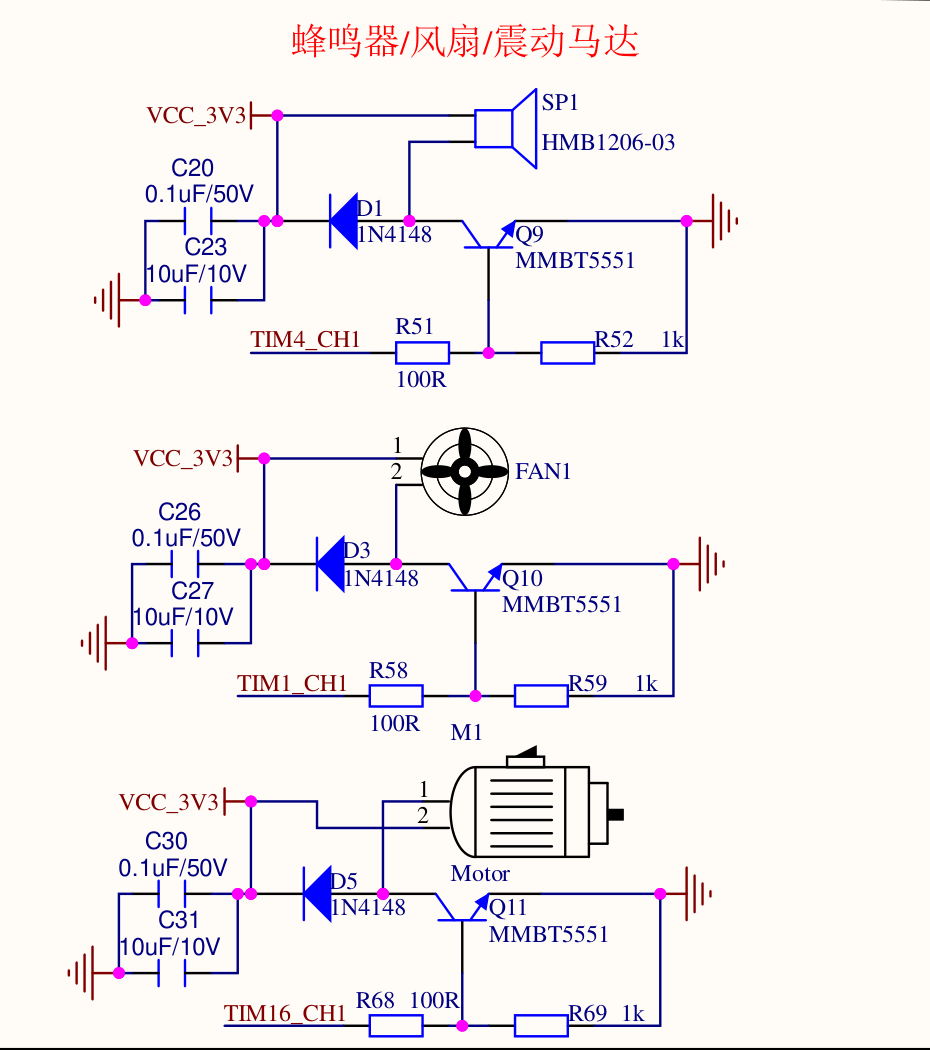 蜂鸣器/风扇/震动马达
SP1
VCC_3V3
HMB1206-03
C20
0.1uF/50V
D1
1N4148
Q9
C23
MMBT5551
10uF/10V
R51
TIM4_CH1
R52 1k
100R
1
VCC_3V3
2
FAN1
C26
0.1uF/50V
D3
1N4148
Q10
C27
MMBT5551
10uF/10V
R58
TIM1_CH1
R59 1k
100R
M1
1
VCC_3V3
2
C30
0.1uF/50V
Motor
D5
1N4148
Q11
C31
MMBT5551
10uF/10V
R68 100R
TIM16_CH1
R69 1k